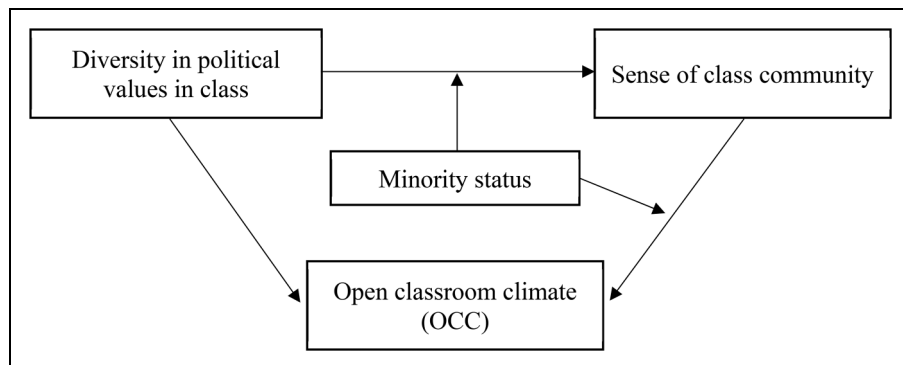 Diversity in political
values in class
Sense of class community
Minority status
Open classroom climate
(OCC)